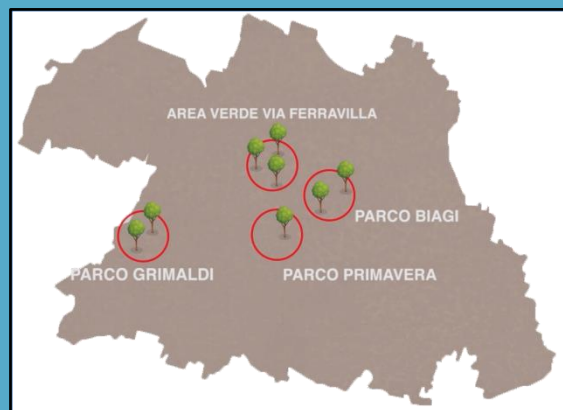 AREA VERDE VIA FERRAVILLA
PARCO BIAGI
PARCO GRIMALDI
PARCO PRIMAVERA